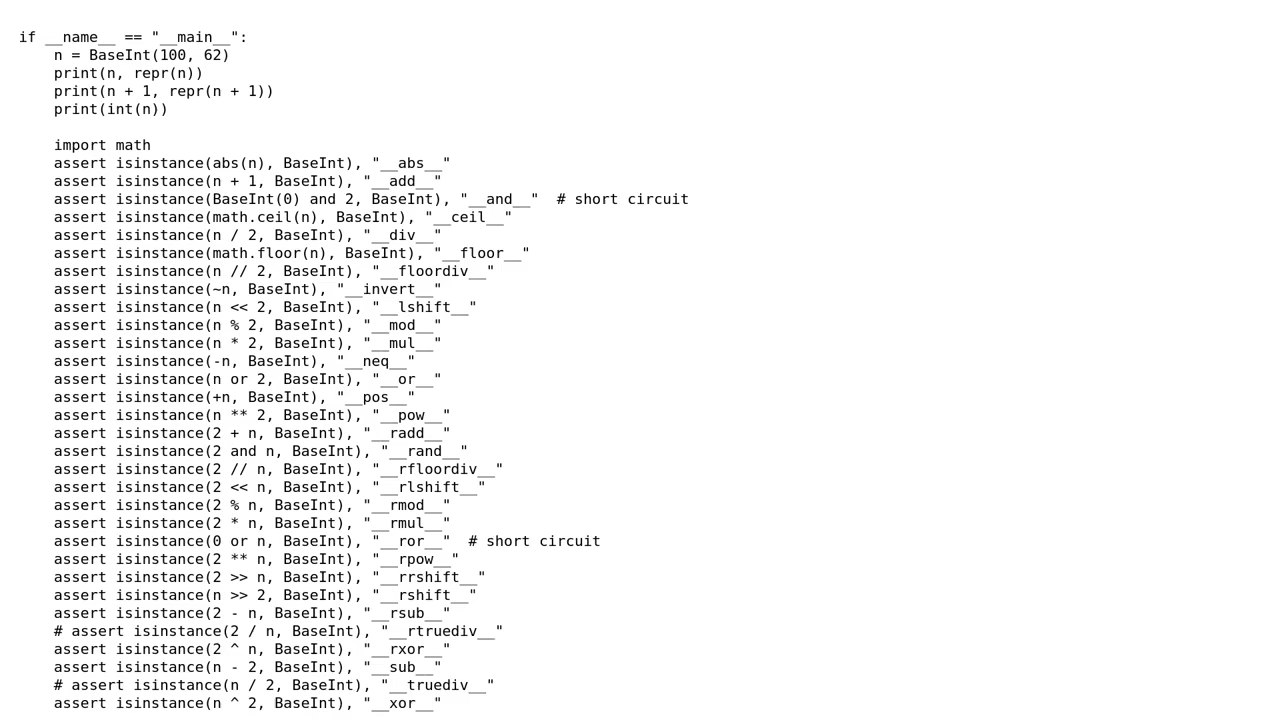 if __name__ == "__main__":
    n = BaseInt(100, 62)
    print(n, repr(n))
    print(n + 1, repr(n + 1))
    print(int(n))

    import math
    assert isinstance(abs(n), BaseInt), "__abs__"
    assert isinstance(n + 1, BaseInt), "__add__"
    assert isinstance(BaseInt(0) and 2, BaseInt), "__and__"  # short circuit
    assert isinstance(math.ceil(n), BaseInt), "__ceil__"
    assert isinstance(n / 2, BaseInt), "__div__"
    assert isinstance(math.floor(n), BaseInt), "__floor__"
    assert isinstance(n // 2, BaseInt), "__floordiv__"
    assert isinstance(~n, BaseInt), "__invert__"
    assert isinstance(n << 2, BaseInt), "__lshift__"
    assert isinstance(n % 2, BaseInt), "__mod__"
    assert isinstance(n * 2, BaseInt), "__mul__"
    assert isinstance(-n, BaseInt), "__neq__"
    assert isinstance(n or 2, BaseInt), "__or__"
    assert isinstance(+n, BaseInt), "__pos__"
    assert isinstance(n ** 2, BaseInt), "__pow__"
    assert isinstance(2 + n, BaseInt), "__radd__"
    assert isinstance(2 and n, BaseInt), "__rand__"
    assert isinstance(2 // n, BaseInt), "__rfloordiv__"
    assert isinstance(2 << n, BaseInt), "__rlshift__"
    assert isinstance(2 % n, BaseInt), "__rmod__"
    assert isinstance(2 * n, BaseInt), "__rmul__"
    assert isinstance(0 or n, BaseInt), "__ror__"  # short circuit
    assert isinstance(2 ** n, BaseInt), "__rpow__"
    assert isinstance(2 >> n, BaseInt), "__rrshift__"
    assert isinstance(n >> 2, BaseInt), "__rshift__"
    assert isinstance(2 - n, BaseInt), "__rsub__"
    # assert isinstance(2 / n, BaseInt), "__rtruediv__"
    assert isinstance(2 ^ n, BaseInt), "__rxor__"
    assert isinstance(n - 2, BaseInt), "__sub__"
    # assert isinstance(n / 2, BaseInt), "__truediv__"
    assert isinstance(n ^ 2, BaseInt), "__xor__"